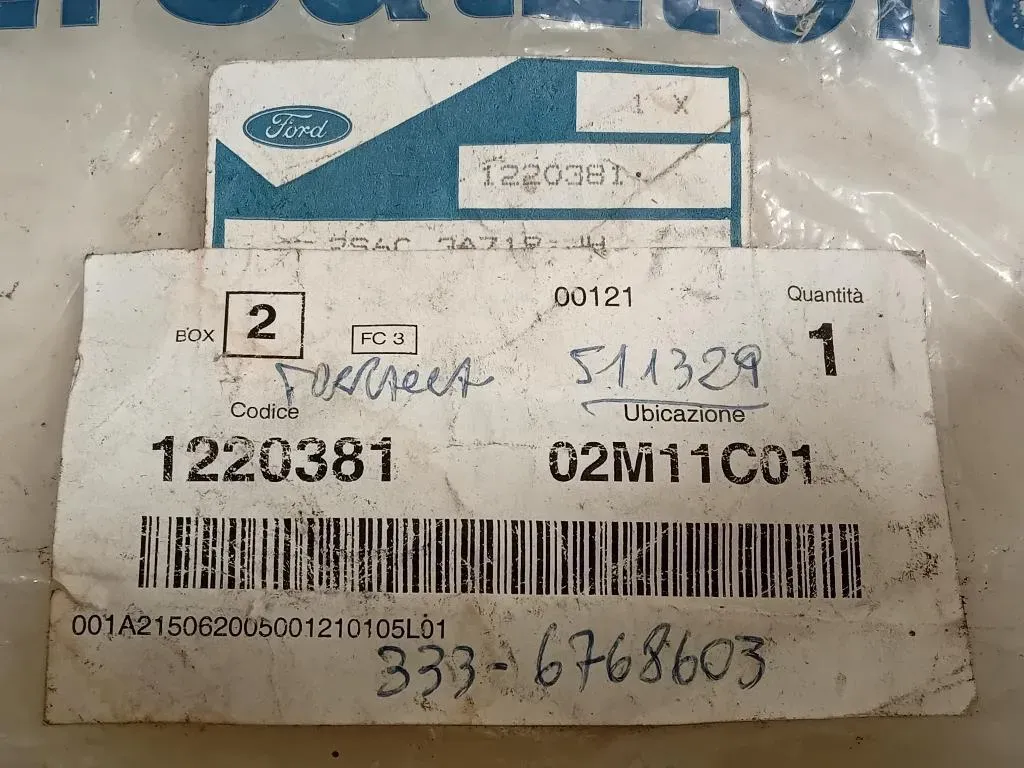 Ford
1 X
1220381
00121
Quantità
BOX 2
FC 3
1
511329
Codice
Ubicazione
1220381
02M11C01
001A215062005001210105L01
333-6768603